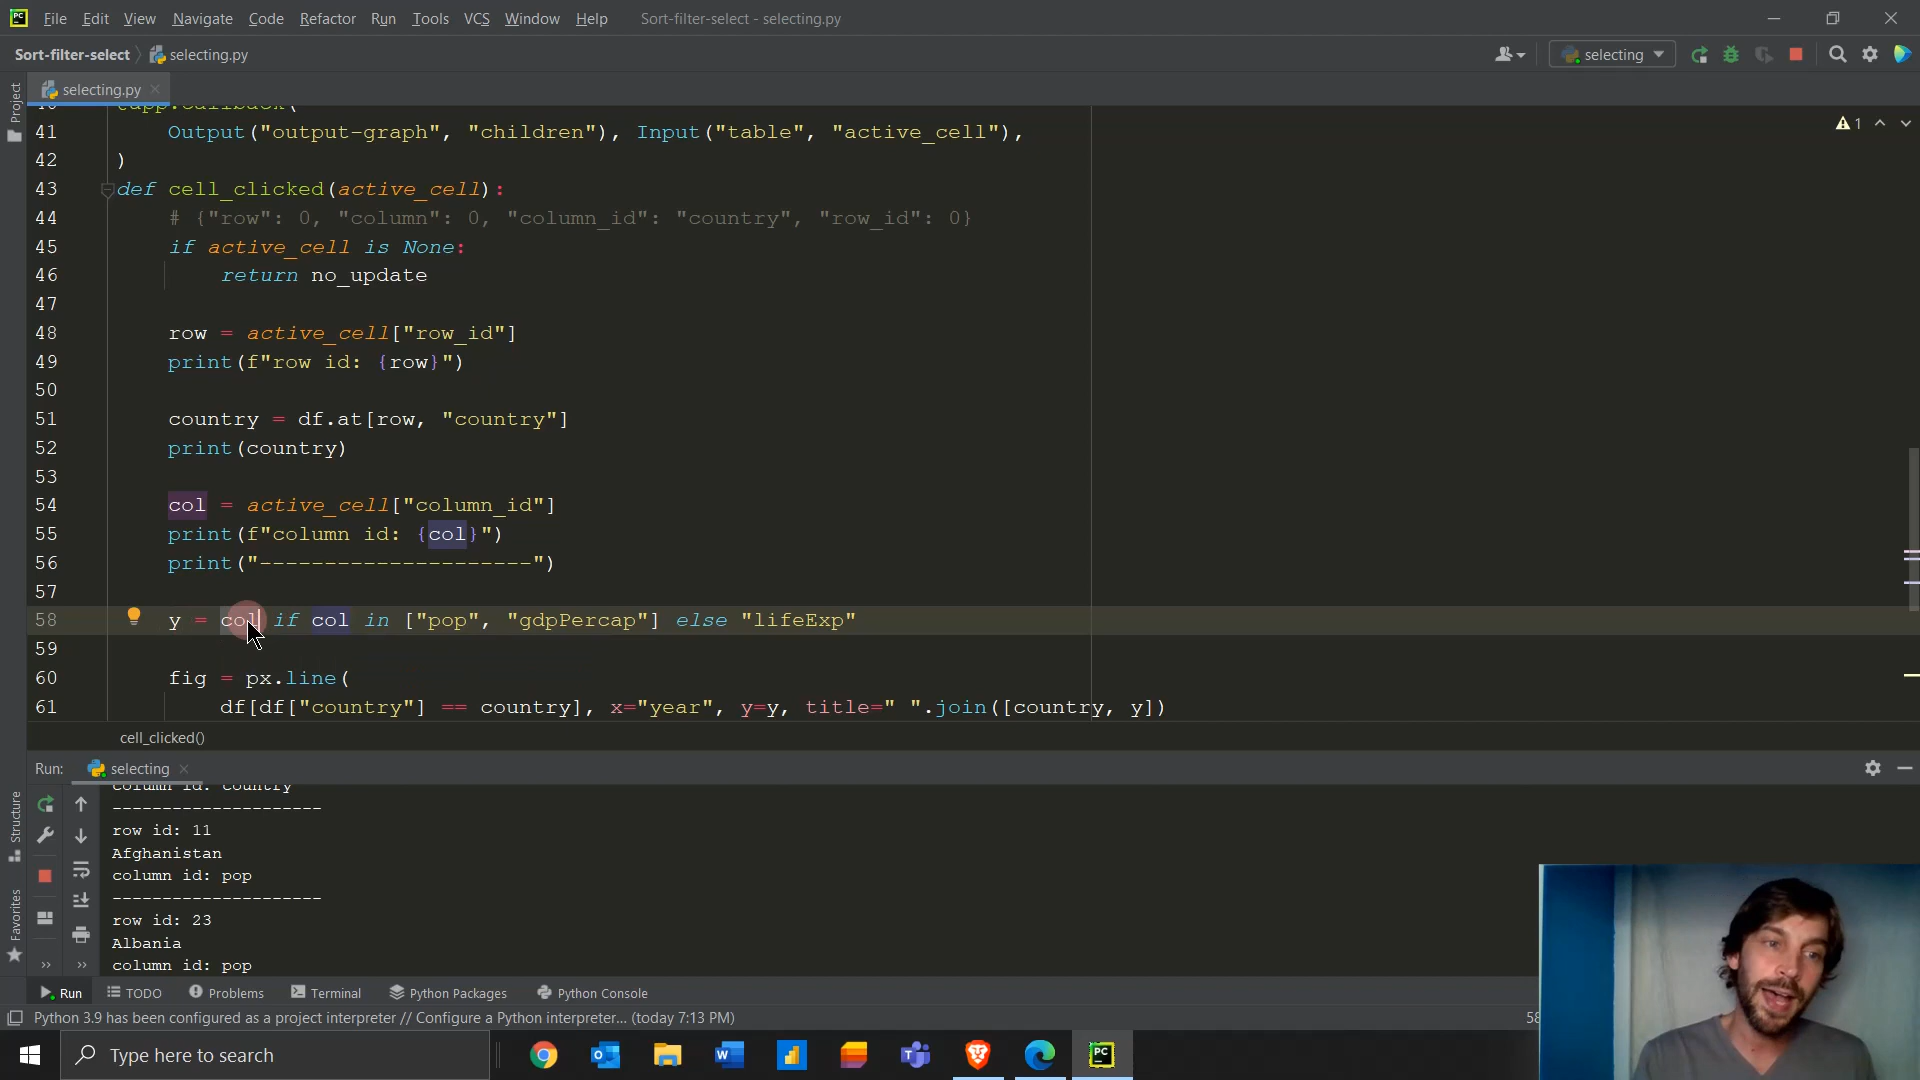 File Edit View Navigate Code Refactor Run Tools VCS Window Help Sort-filter-select - selecting.py
Sort-filter-select selecting.py selecting
selecting.py
Project
1
41 Output("output-graph", "children"), Input("table", "active_cell"),
42 )
43 def cell_clicked(active_cell):
44 # {"row": 0, "column": 0, "column_id": "country", "row_id": 0}
45 if active_cell is None:
46 return no_update
47
48 row = active_cell["row_id"]
49 print(f"row id: {row}")
50
51 country = df.at[row, "country"]
52 print(country)
53
54 col = active_cell["column_id"]
55 print(f"column id: {col}")
56 print("---------------------")
57
58 y = col if col in ["pop", "gdpPercap"] else "lifeExp"
59
60 fig = px.line(
61 df[df["country"] == country], x="year", y=y, title=" ".join([country, y])
cell_clicked()
Run: selecting
column id: country
---------------------
row id: 11
Afghanistan
column id: pop
---------------------
row id: 23
Albania
column id: pop
Structure
Favorites
Run TODO Problems Terminal Python Packages Python Console
Python 3.9 has been configured as a project interpreter // Configure a Python interpreter... (today 7:13 PM)
Type here to search